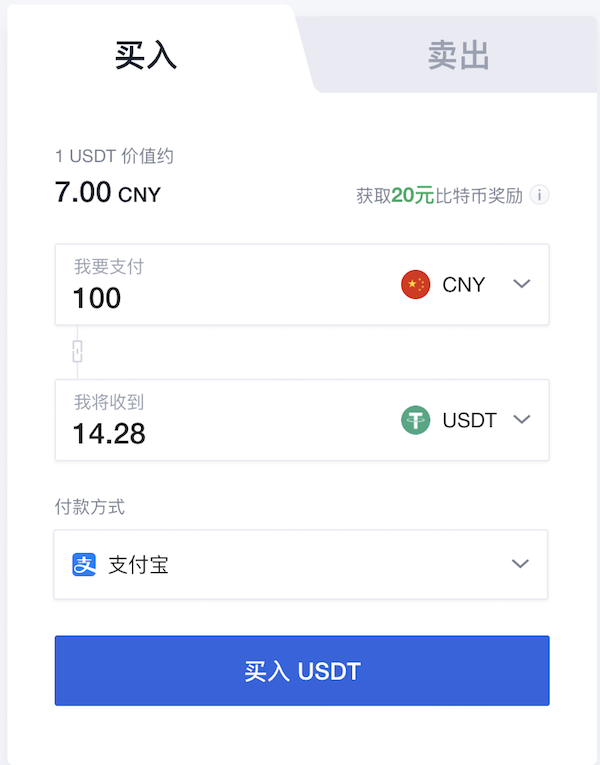 买入
卖出
1 USDT 价值约
7.00 CNY
获取20元比特币奖励
我要支付
100
CNY
我将收到
14.28
USDT
付款方式
支 支付宝
买入 USDT